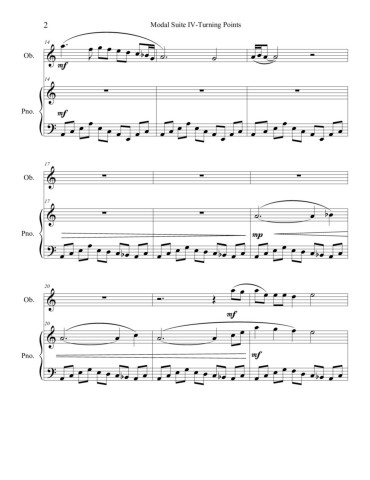 2
Modal Suite IV-Turning Points
14
Ob.
mf
14
Pno.
mf
17
Ob.
17
Pno.
mp
20
Ob.
mf
20
Pno.
mf